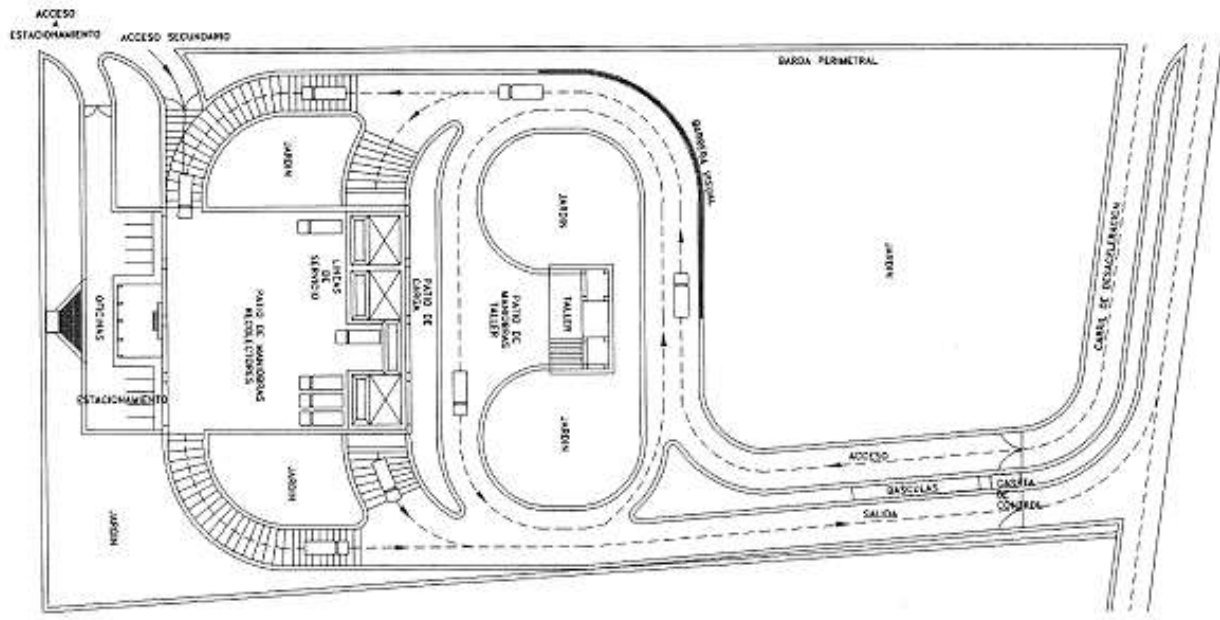 ACCESO
A
ESTACIONAMIENTO
ACCESO SECUNDARIO
BARDA PERIMETRAL
BARRERA VISUAL
JARDIN
JARDIN
JARDIN
CARRIL DE DESACELERACION
LINEAS
DE
SERVICIO
PATIO DE
CARGA
PATIO DE
MANIOBRAS
TALLER
TALLER
OFICINAS
PATIO DE MANIOBRAS
RECOLECTORES
ESTACIONAMIENTO
JARDIN
JARDIN
JARDIN
ACCESO
BASCULAS
CASETA
DE
CONTROL
SALIDA